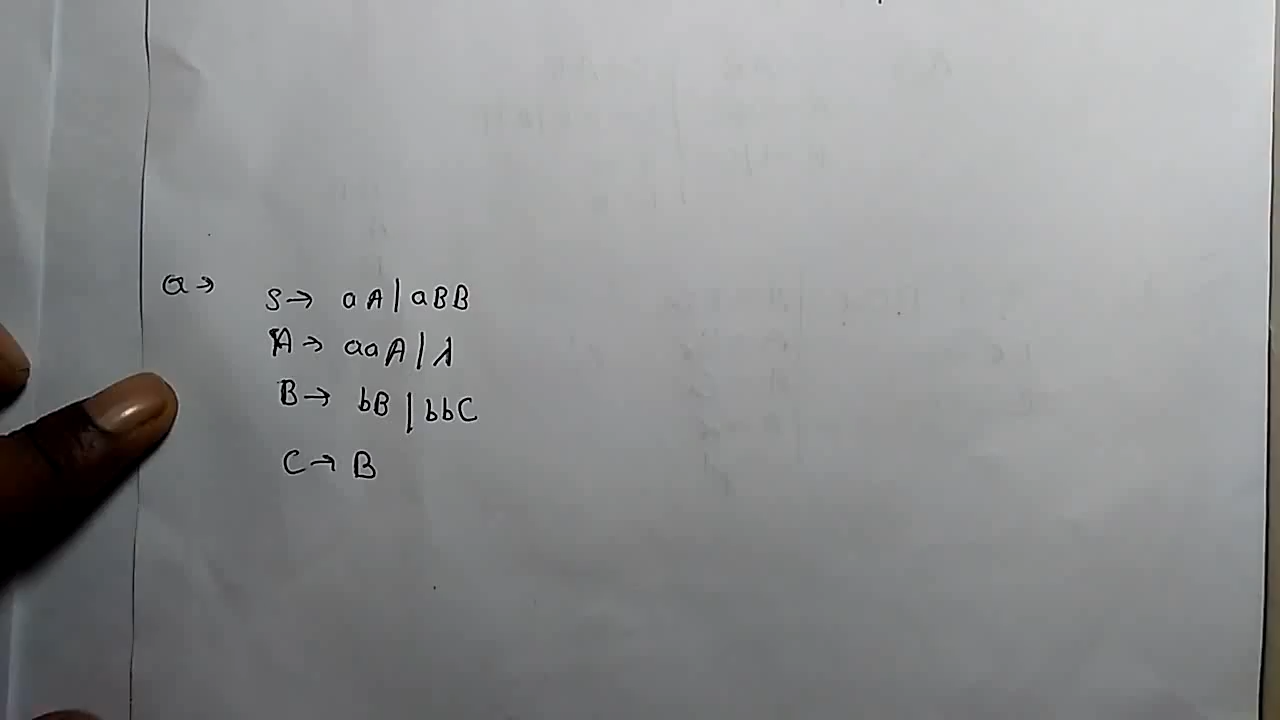 Q → S → aA | aBB
A → aaA | λ
B → bB | bbC
C → B